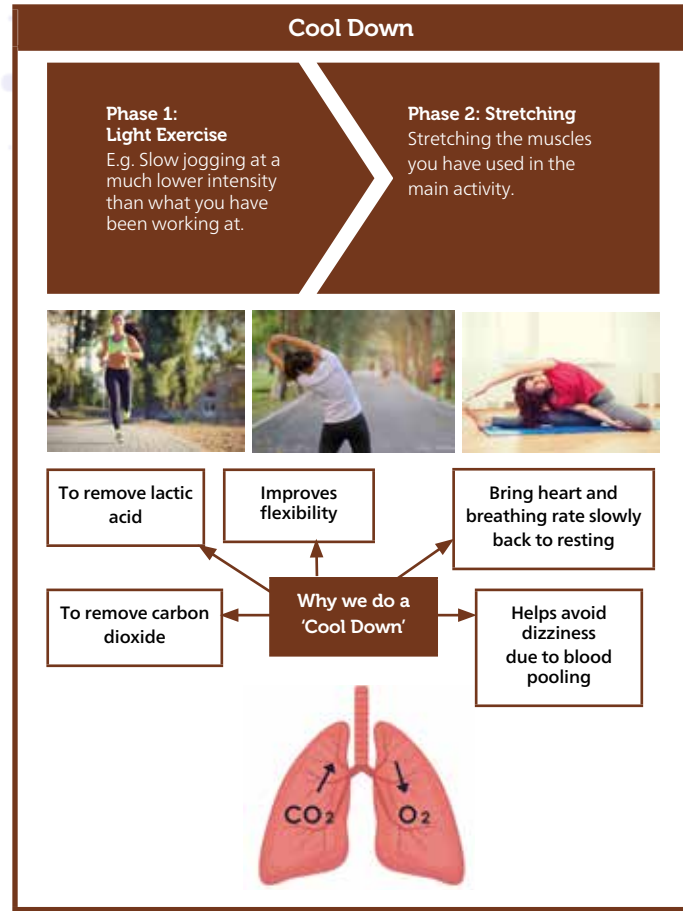 Cool Down
Phase 1:
Light Exercise
E.g. Slow jogging at a
much lower intensity
than what you have
been working at.
Phase 2: Stretching
Stretching the muscles
you have used in the
main activity.
To remove lactic
acid
Improves
flexibility
Bring heart and
breathing rate slowly
back to resting
Why we do a
‘Cool Down’
To remove carbon
dioxide
Helps avoid
dizziness
due to blood
pooling
CO₂
O₂